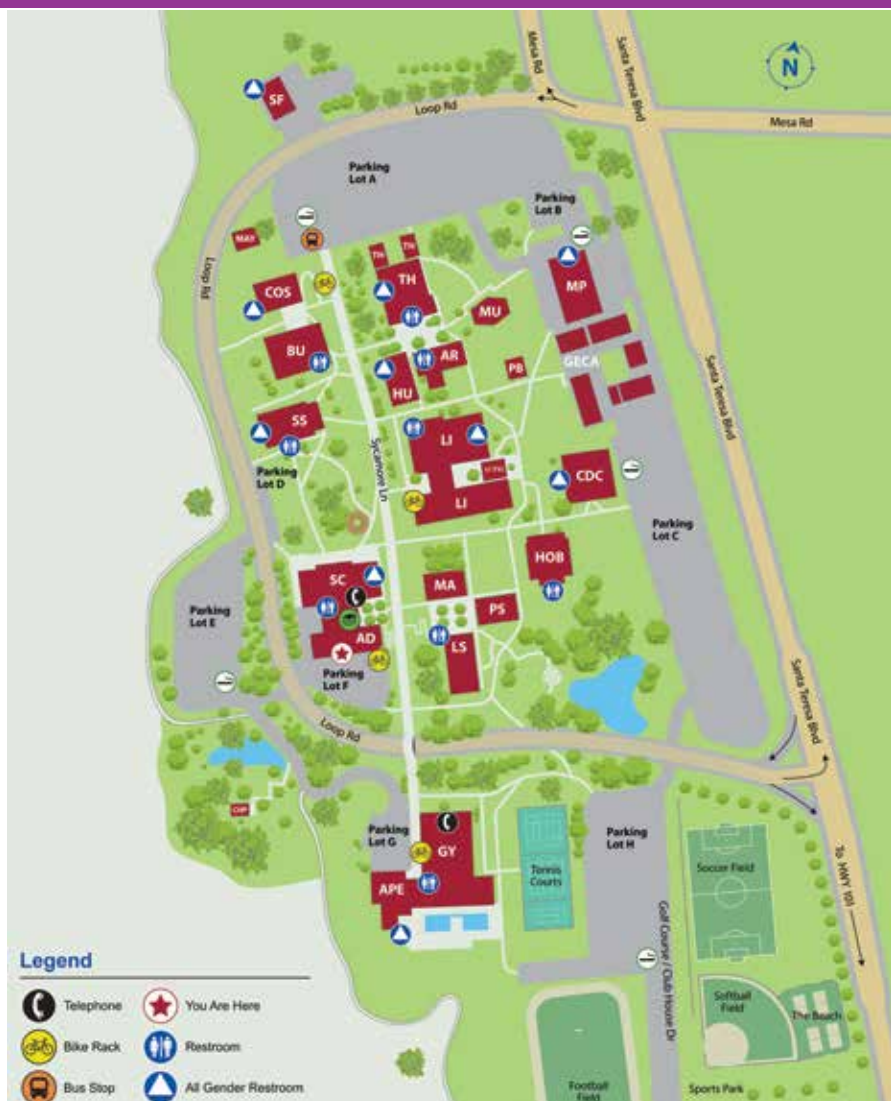 Mesa Rd
Santa Teresa Blvd
N
SF
Loop Rd
Mesa Rd
Parking
Lot A
Parking
Lot B
MAY
TH
TH
COS
TH
MP
Loop Rd
MU
BU
AR
GECA
HU
PB
Santa Teresa Blvd
SS
LI
Sycamore Ln
Parking
Lot D
CDC
LI
Parking
Lot C
HOB
SC
MA
Parking
Lot E
PS
AD
LS
Parking
Lot F
Santa Teresa Blvd
Loop Rd
Parking
Lot G
GY
Parking
Lot H
Tennis
Courts
Soccer Field
To HWY 101
APE
Golf Course / Club House Dr
Legend
Softball
Field
The Beach
Telephone
You Are Here
Bike Rack
Restroom
Bus Stop
All Gender Restroom
Football
Field
Sports Park